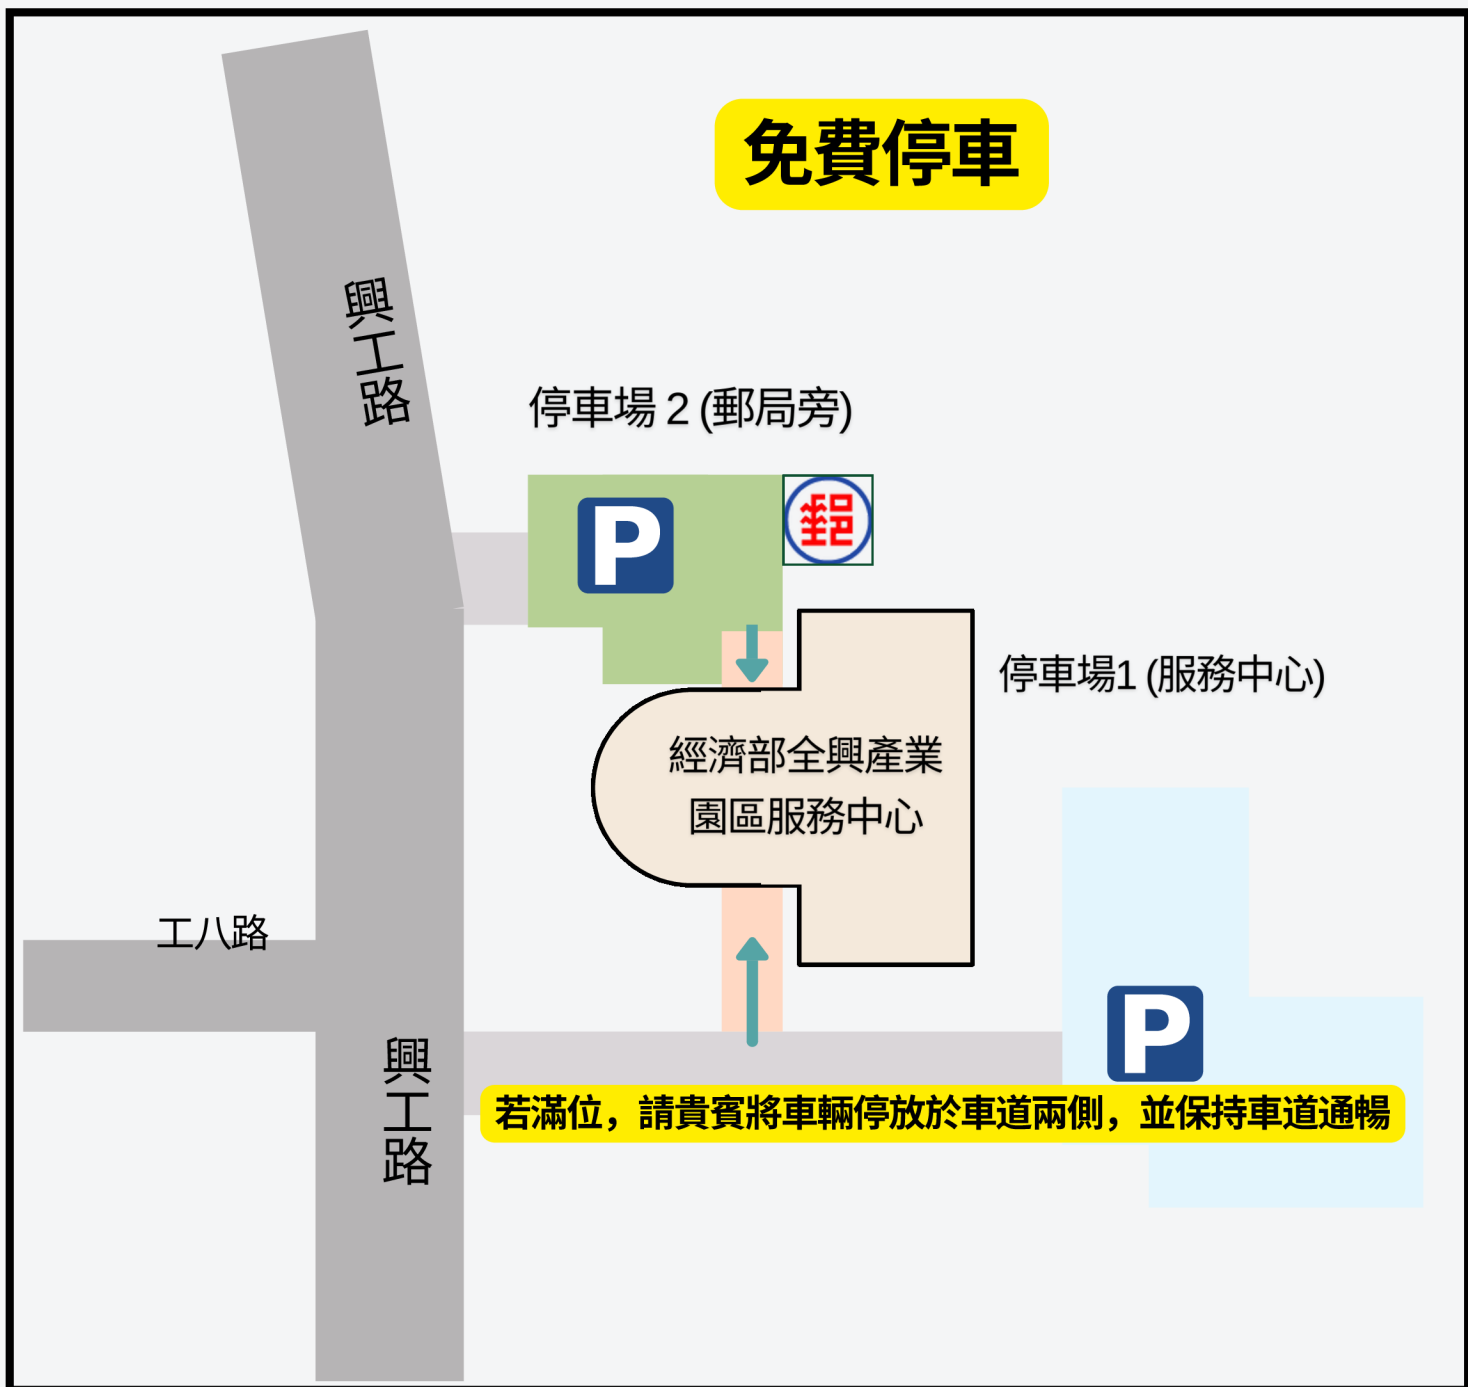 免費停車
興工路
停車場 2 (郵局旁)
P
郵
停車場1 (服務中心)
經濟部全興產業
園區服務中心
工八路
P
興工路
若滿位，請貴賓將車輛停放於車道兩側，並保持車道通暢